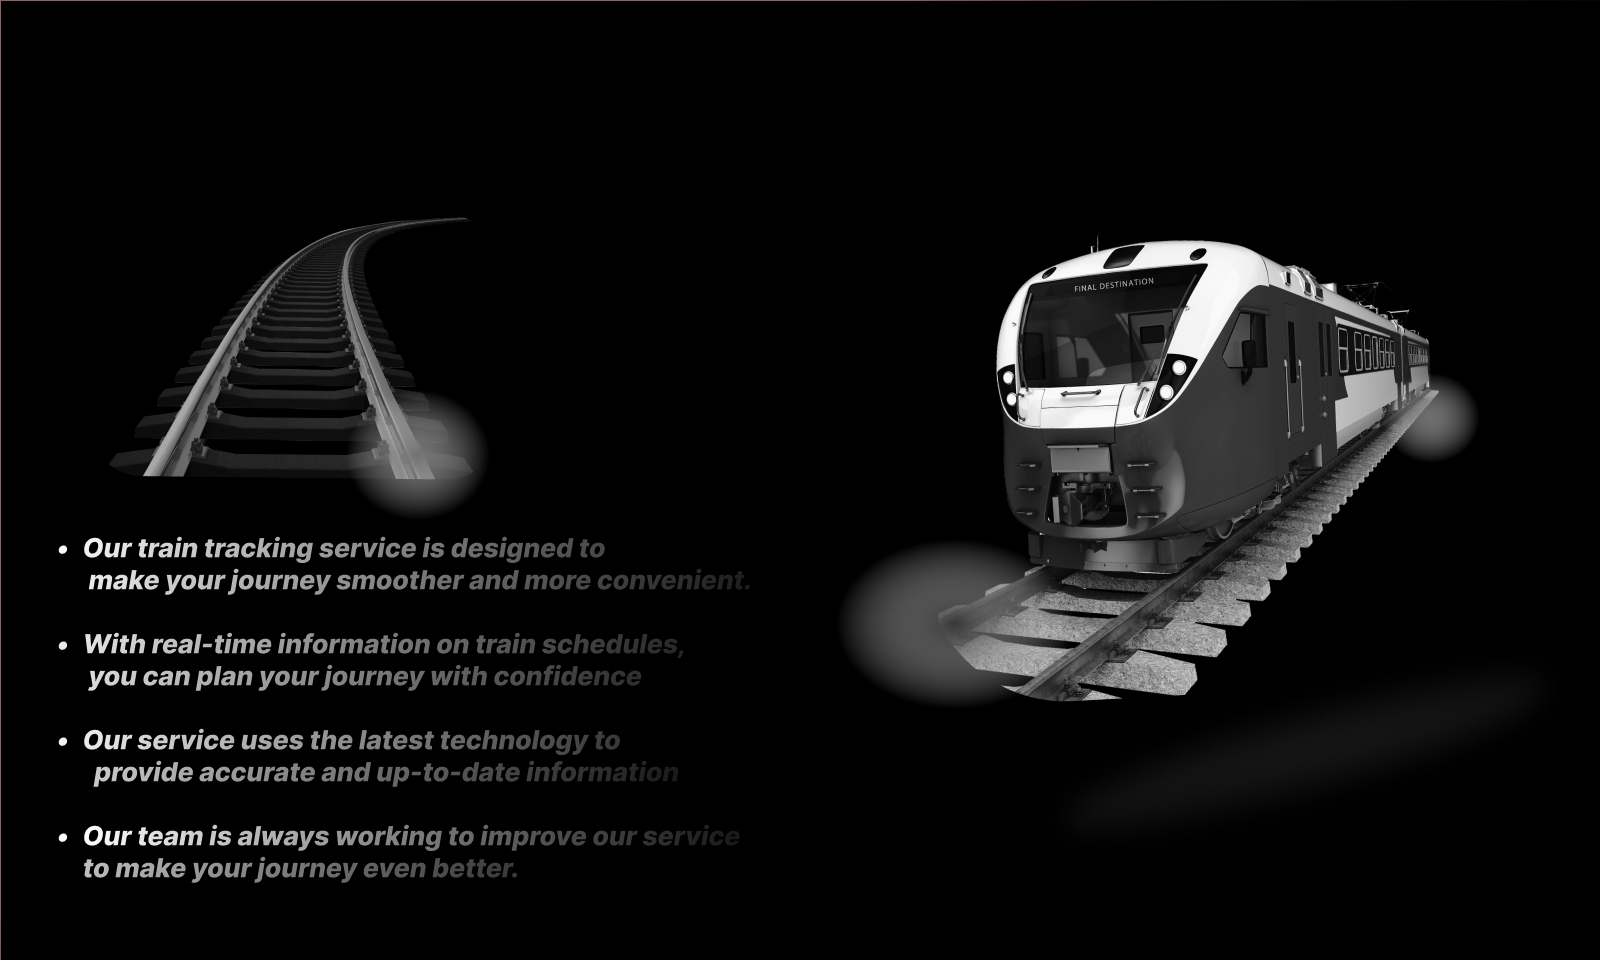 FINAL DESTINATION
• Our train tracking service is designed to
make your journey smoother and more convenient.
• With real-time information on train schedules,
you can plan your journey with confidence
• Our service uses the latest technology to
provide accurate and up-to-date information
• Our team is always working to improve our service
to make your journey even better.